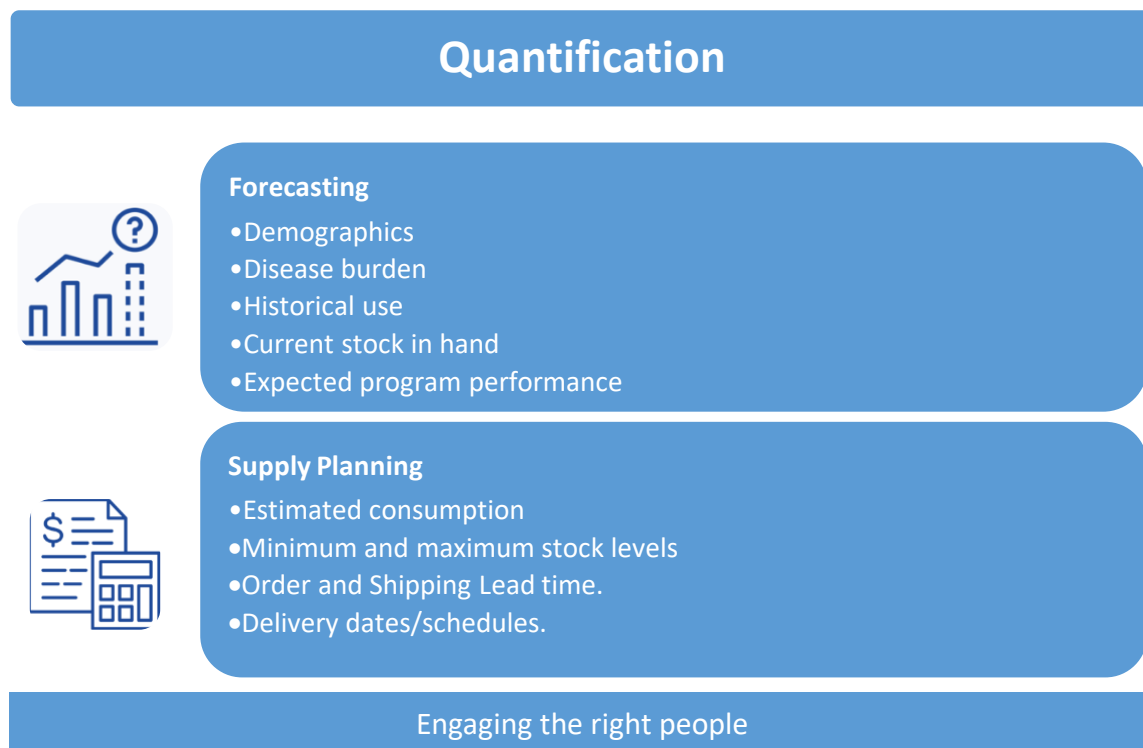 Quantification
?
Forecasting
•Demographics
•Disease burden
•Historical use
•Current stock in hand
•Expected program performance
$
Supply Planning
•Estimated consumption
•Minimum and maximum stock levels
•Order and Shipping Lead time.
•Delivery dates/schedules.
Engaging the right people